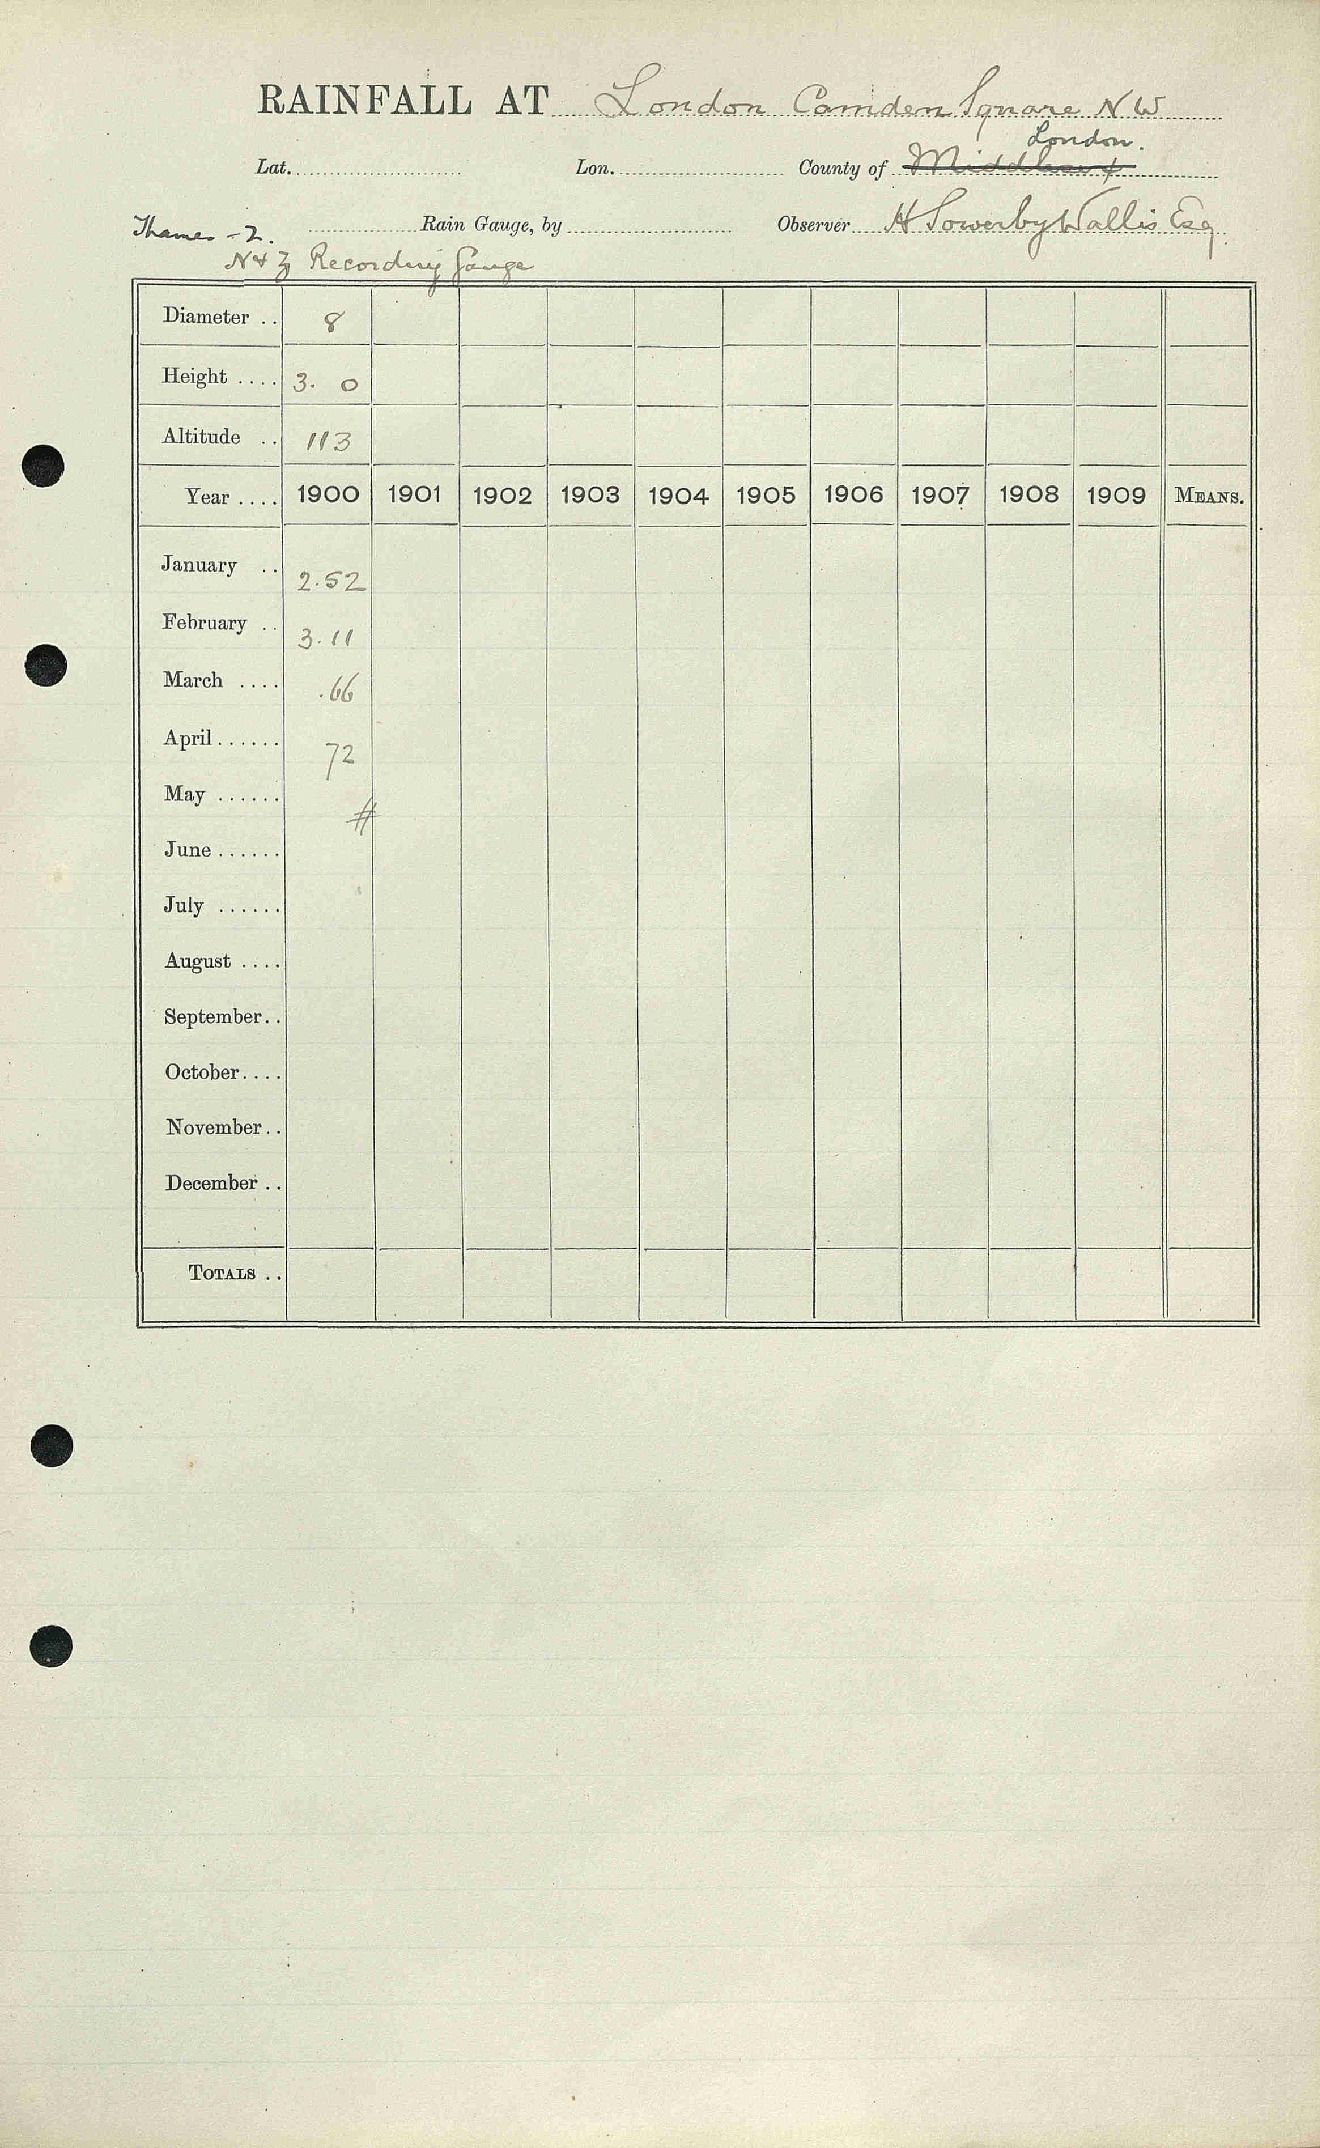 RAINFALL AT London Camden Square NW
London.
Lat. Lon. County of Middlesex
Thames - 2. Rain Gauge, by Observer H Sowerby Wallis Esq
Recording Gauge
Diameter .. 8
Height .... 3. 0
Altitude .. 113
Year .... 1900 1901 1902 1903 1904 1905 1906 1907 1908 1909 MEANS.
January .. 2.52
February .. 3.11
March .... .66
April...... 72
May ...... #
June......
July ......
August ....
September..
October....
November..
December ..
TOTALS ..